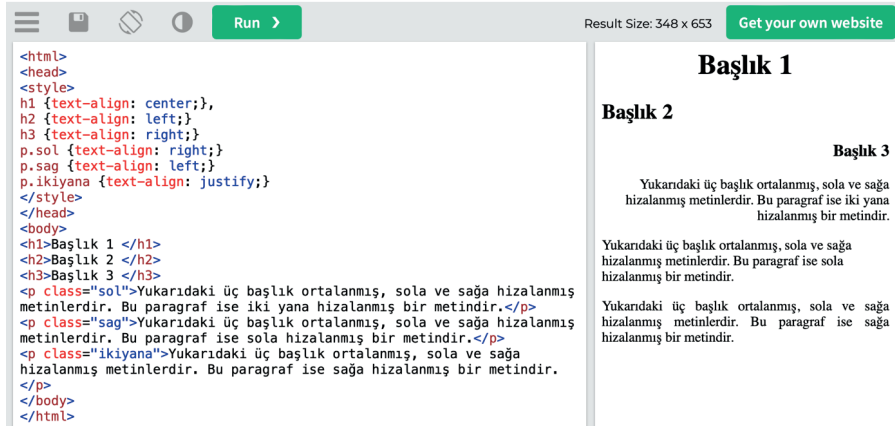 Run ❯ Result Size: 348 x 653 Get your own website
<html>
<head>
<style>
h1 {text-align: center;},
h2 {text-align: left;}
h3 {text-align: right;}
p.sol {text-align: right;}
p.sag {text-align: left;}
p.ikiyana {text-align: justify;}
</style>
</head>
<body>
<h1>Başlık 1 </h1>
<h2>Başlık 2 </h2>
<h3>Başlık 3 </h3>
<p class="sol">Yukarıdaki üç başlık ortalanmış, sola ve sağa hizalanmış
metinlerdir. Bu paragraf ise iki yana hizalanmış bir metindir.</p>
<p class="sag">Yukarıdaki üç başlık ortalanmış, sola ve sağa hizalanmış
metinlerdir. Bu paragraf ise sola hizalanmış bir metindir.</p>
<p class="ikiyana">Yukarıdaki üç başlık ortalanmış, sola ve sağa
hizalanmış metinlerdir. Bu paragraf ise sağa hizalanmış bir metindir.
</p>
</body>
</html>
Başlık 1
Başlık 2
Başlık 3
Yukarıdaki üç başlık ortalanmış, sola ve sağa
hizalanmış metinlerdir. Bu paragraf ise iki yana
hizalanmış bir metindir.
Yukarıdaki üç başlık ortalanmış, sola ve sağa
hizalanmış metinlerdir. Bu paragraf ise sola
hizalanmış bir metindir.
Yukarıdaki üç başlık ortalanmış, sola ve sağa
hizalanmış metinlerdir. Bu paragraf ise sağa
hizalanmış bir metindir.